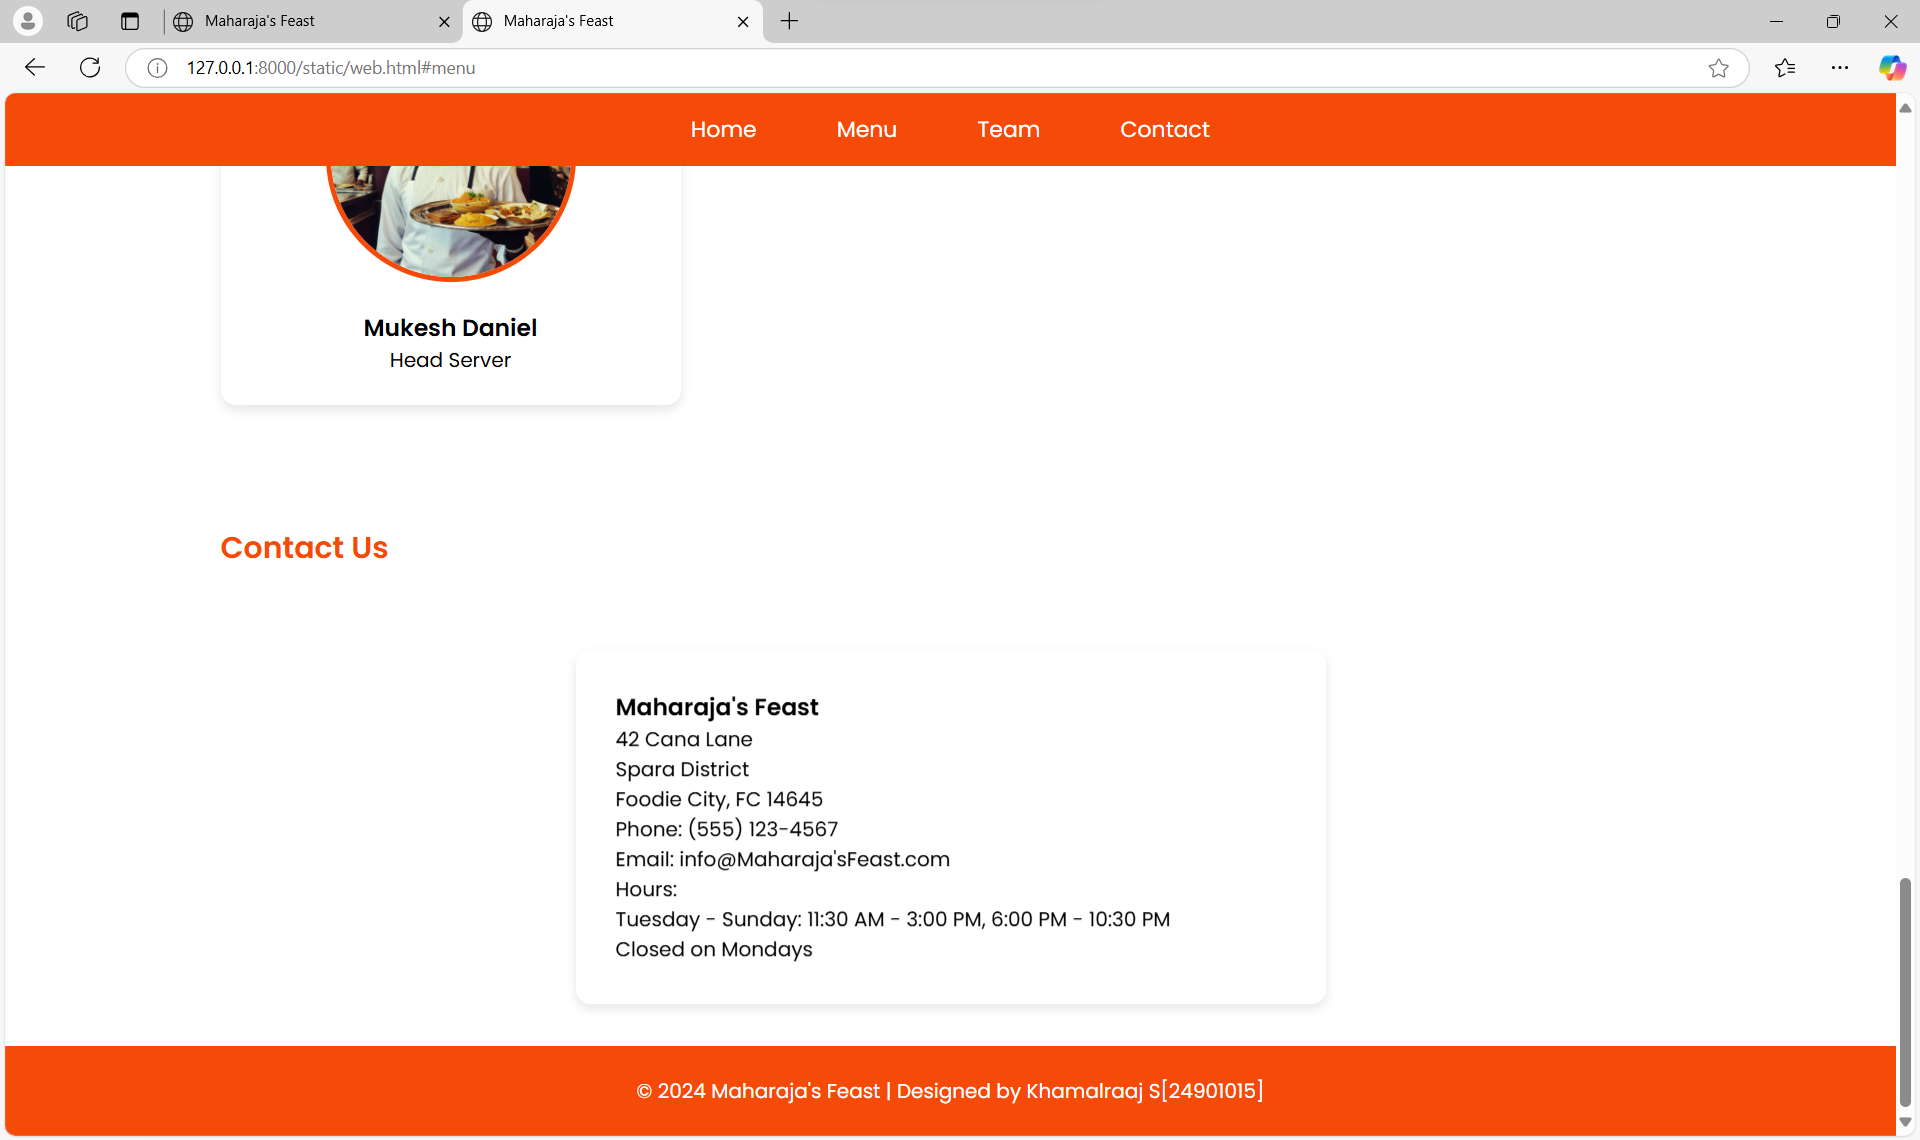 Maharaja's Feast
Maharaja's Feast
127.0.0.1:8000/static/web.html#menu
Home Menu Team Contact
Mukesh Daniel
Head Server
Contact Us
Maharaja's Feast
42 Cana Lane
Spara District
Foodie City, FC 14645
Phone: (555) 123-4567
Email: info@Maharaja'sFeast.com
Hours:
Tuesday - Sunday: 11:30 AM - 3:00 PM, 6:00 PM - 10:30 PM
Closed on Mondays
© 2024 Maharaja's Feast | Designed by Khamalraaj S[24901015]